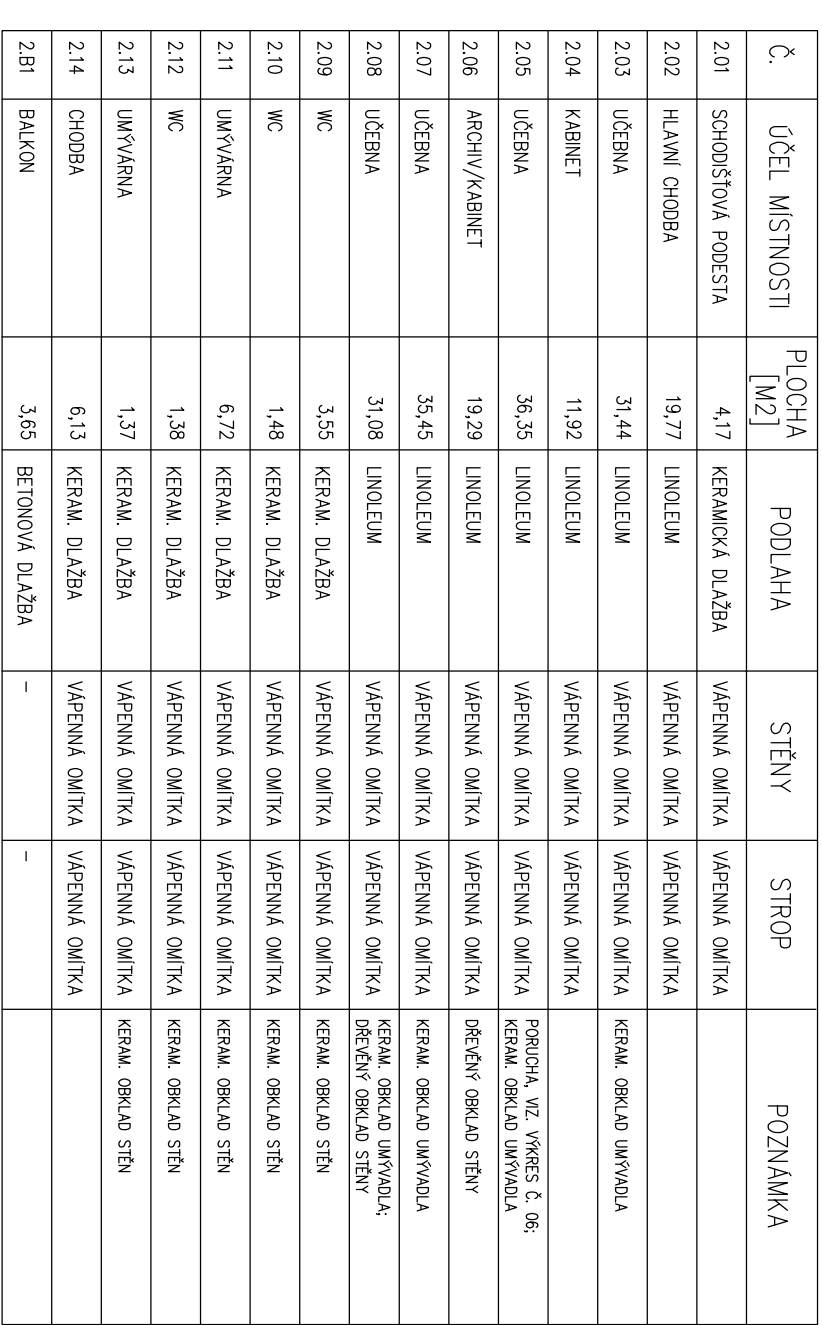 Č. ÚČEL MÍSTNOSTI PLOCHA [M2] PODLAHA STĚNY STROP POZNÁMKA
2.01 SCHODIŠŤOVÁ PODESTA 4,17 KERAMICKÁ DLAŽBA VÁPENNÁ OMÍTKA VÁPENNÁ OMÍTKA
2.02 HLAVNÍ CHODBA 19,77 LINOLEUM VÁPENNÁ OMÍTKA VÁPENNÁ OMÍTKA
2.03 UČEBNA 31,44 LINOLEUM VÁPENNÁ OMÍTKA VÁPENNÁ OMÍTKA KERAM. OBKLAD UMÝVADLA
2.04 KABINET 11,92 LINOLEUM VÁPENNÁ OMÍTKA VÁPENNÁ OMÍTKA
2.05 UČEBNA 36,35 LINOLEUM VÁPENNÁ OMÍTKA VÁPENNÁ OMÍTKA PORUCHA, VIZ. VÝKRES Č. 06;
KERAM. OBKLAD UMÝVADLA
2.06 ARCHIV/KABINET 19,29 LINOLEUM VÁPENNÁ OMÍTKA VÁPENNÁ OMÍTKA DŘEVĚNÝ OBKLAD STĚNY
2.07 UČEBNA 35,45 LINOLEUM VÁPENNÁ OMÍTKA VÁPENNÁ OMÍTKA KERAM. OBKLAD UMÝVADLA
2.08 UČEBNA 31,08 LINOLEUM VÁPENNÁ OMÍTKA VÁPENNÁ OMÍTKA KERAM. OBKLAD UMÝVADLA;
DŘEVĚNÝ OBKLAD STĚNY
2.09 WC 3,55 KERAM. DLAŽBA VÁPENNÁ OMÍTKA VÁPENNÁ OMÍTKA KERAM. OBKLAD STĚN
2.10 WC 1,48 KERAM. DLAŽBA VÁPENNÁ OMÍTKA VÁPENNÁ OMÍTKA KERAM. OBKLAD STĚN
2.11 UMÝVÁRNA 6,72 KERAM. DLAŽBA VÁPENNÁ OMÍTKA VÁPENNÁ OMÍTKA KERAM. OBKLAD STĚN
2.12 WC 1,38 KERAM. DLAŽBA VÁPENNÁ OMÍTKA VÁPENNÁ OMÍTKA KERAM. OBKLAD STĚN
2.13 UMÝVÁRNA 1,37 KERAM. DLAŽBA VÁPENNÁ OMÍTKA VÁPENNÁ OMÍTKA KERAM. OBKLAD STĚN
2.14 CHODBA 6,13 KERAM. DLAŽBA VÁPENNÁ OMÍTKA VÁPENNÁ OMÍTKA
2.B1 BALKON 3,65 BETONOVÁ DLAŽBA - -